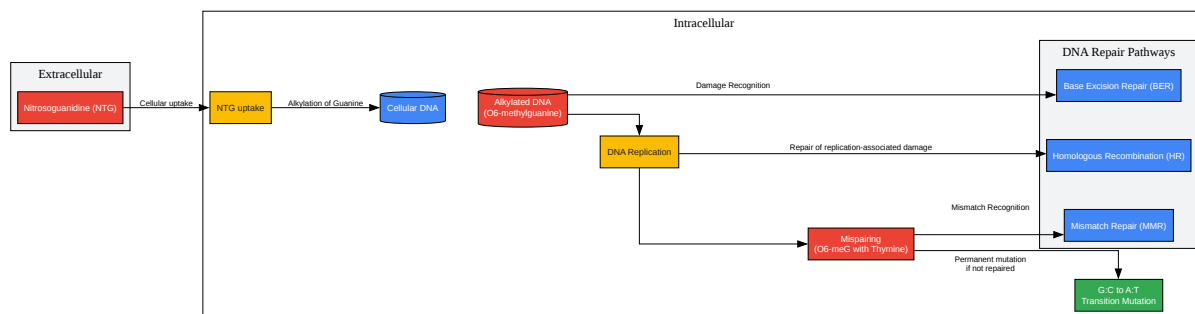 Intracellular
Extracellular
Nitrosoguanidine (NTG)
Cellular uptake
NTG uptake
Alkylation of Guanine
Cellular DNA
Alkylated DNA
(O6-methylguanine)
Damage Recognition
DNA Repair Pathways
Base Excision Repair (BER)
DNA Replication
Repair of replication-associated damage
Homologous Recombination (HR)
Mismatch Recognition
Mismatch Repair (MMR)
Mispairing
(O6-meG with Thymine)
Permanent mutation
if not repaired
G:C to A:T
Transition Mutation